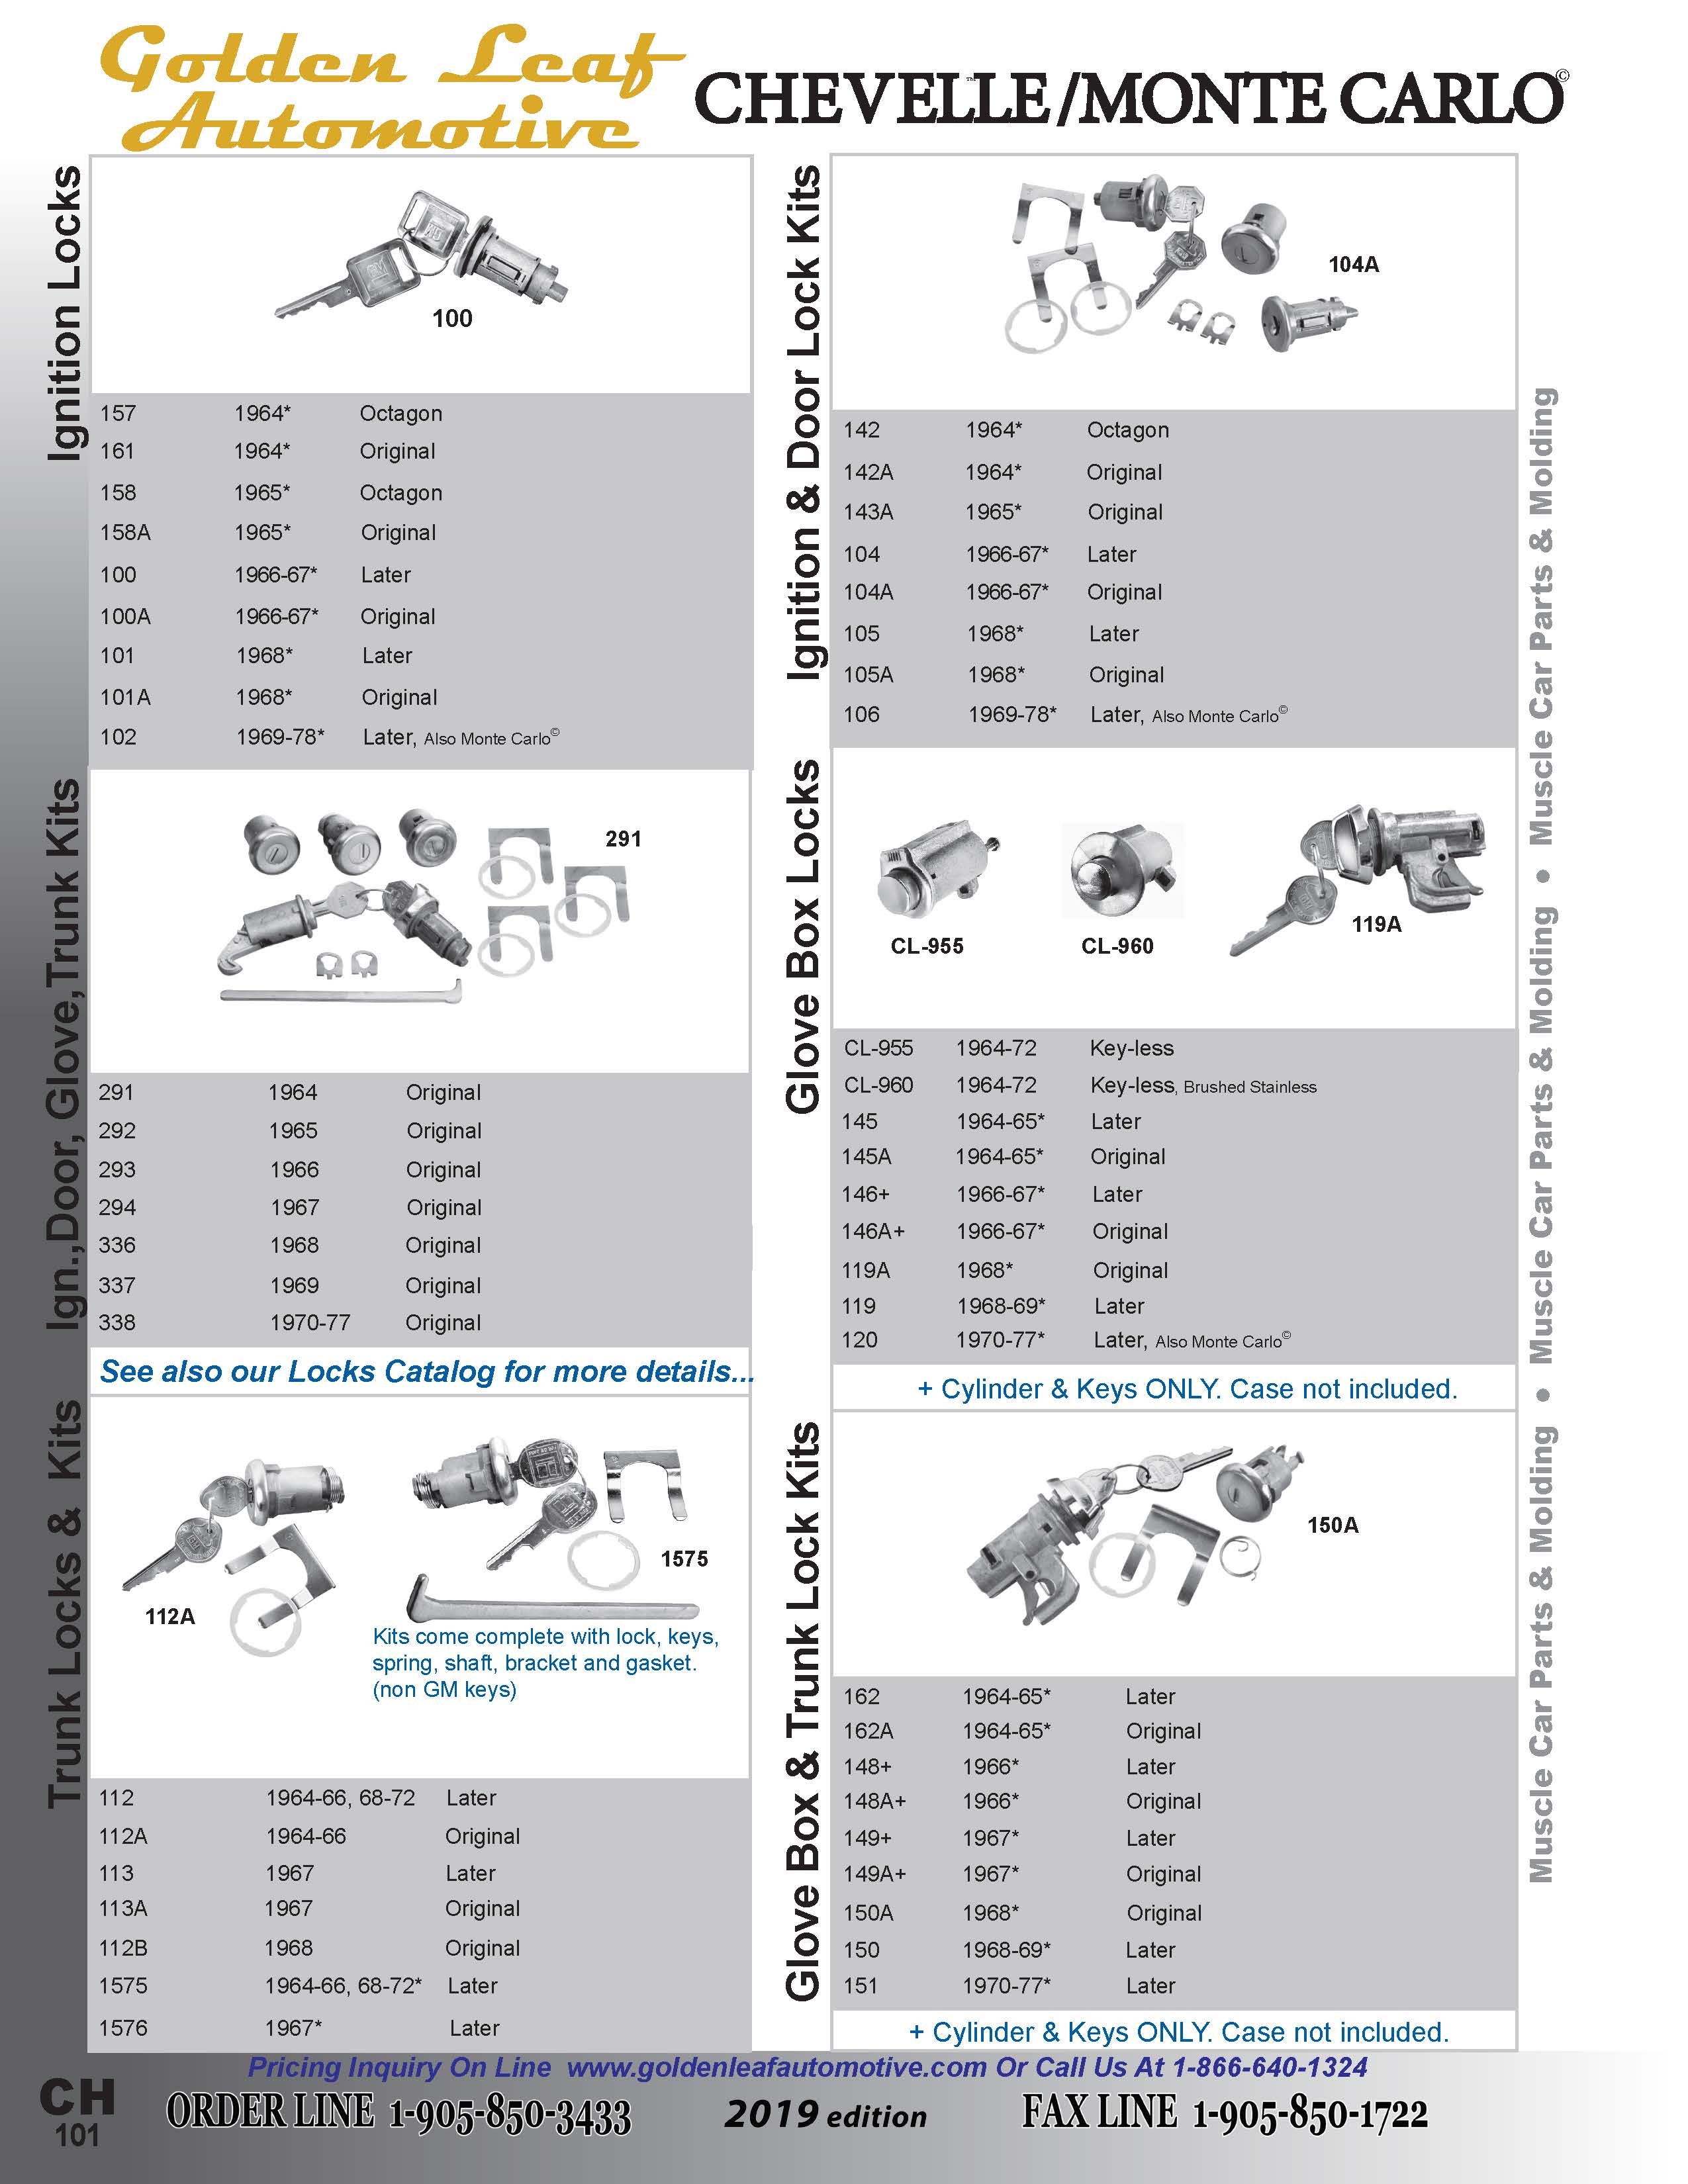 Golden Leaf
Automotive
CHEVELLE™/MONTE CARLO©
Ignition Locks
100
157 1964* Octagon
161 1964* Original
158 1965* Octagon
158A 1965* Original
100 1966-67* Later
100A 1966-67* Original
101 1968* Later
101A 1968* Original
102 1969-78* Later, Also Monte Carlo©
Ign.,Door, Glove,Trunk Kits
291
291 1964 Original
292 1965 Original
293 1966 Original
294 1967 Original
336 1968 Original
337 1969 Original
338 1970-77 Original
See also our Locks Catalog for more details...
Trunk Locks & Kits
112A
1575
Kits come complete with lock, keys,
spring, shaft, bracket and gasket.
(non GM keys)
112 1964-66, 68-72 Later
112A 1964-66 Original
113 1967 Later
113A 1967 Original
112B 1968 Original
1575 1964-66, 68-72* Later
1576 1967* Later
Ignition & Door Lock Kits
104A
142 1964* Octagon
142A 1964* Original
143A 1965* Original
104 1966-67* Later
104A 1966-67* Original
105 1968* Later
105A 1968* Original
106 1969-78* Later, Also Monte Carlo©
Glove Box Locks
CL-955
CL-960
119A
CL-955 1964-72 Key-less
CL-960 1964-72 Key-less, Brushed Stainless
145 1964-65* Later
145A 1964-65* Original
146+ 1966-67* Later
146A+ 1966-67* Original
119A 1968* Original
119 1968-69* Later
120 1970-77* Later, Also Monte Carlo©
+ Cylinder & Keys ONLY. Case not included.
Glove Box & Trunk Lock Kits
150A
162 1964-65* Later
162A 1964-65* Original
148+ 1966* Later
148A+ 1966* Original
149+ 1967* Later
149A+ 1967* Original
150A 1968* Original
150 1968-69* Later
151 1970-77* Later
+ Cylinder & Keys ONLY. Case not included.
Muscle Car Parts & Molding • Muscle Car Parts & Molding • Muscle Car Parts & Molding
Pricing Inquiry On Line www.goldenleafautomotive.com Or Call Us At 1-866-640-1324
CH
101
ORDER LINE 1-905-850-3433
2019 edition
FAX LINE 1-905-850-1722